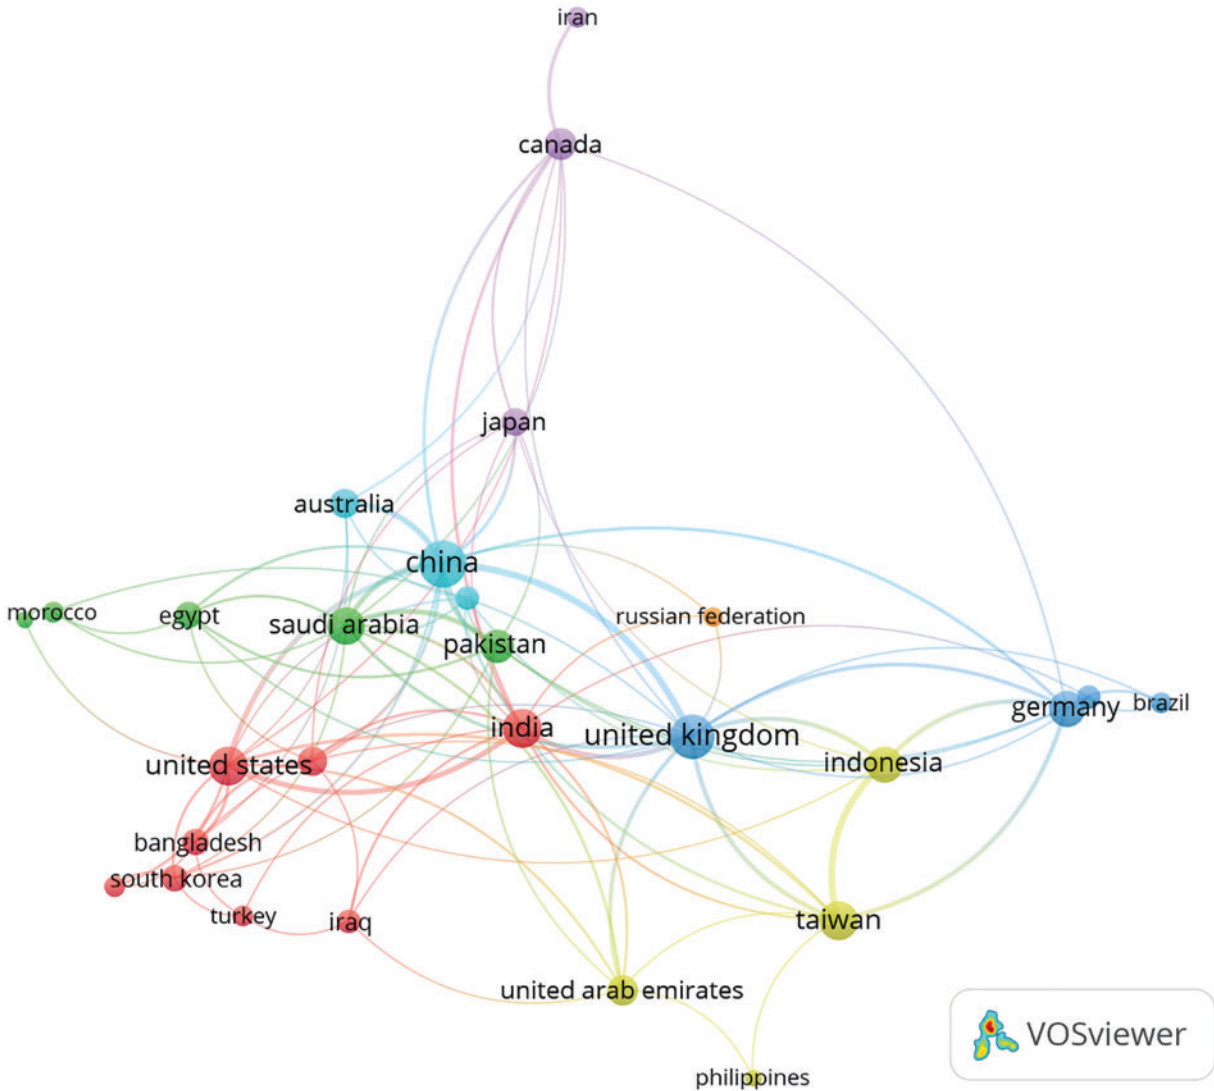 iran
canada
japan
australia
china
morocco
egypt
saudi arabia
russian federation
pakistan
germany
brazil
india
united kingdom
united states
indonesia
bangladesh
south korea
turkey
iraq
taiwan
united arab emirates
VOSviewer
philippines